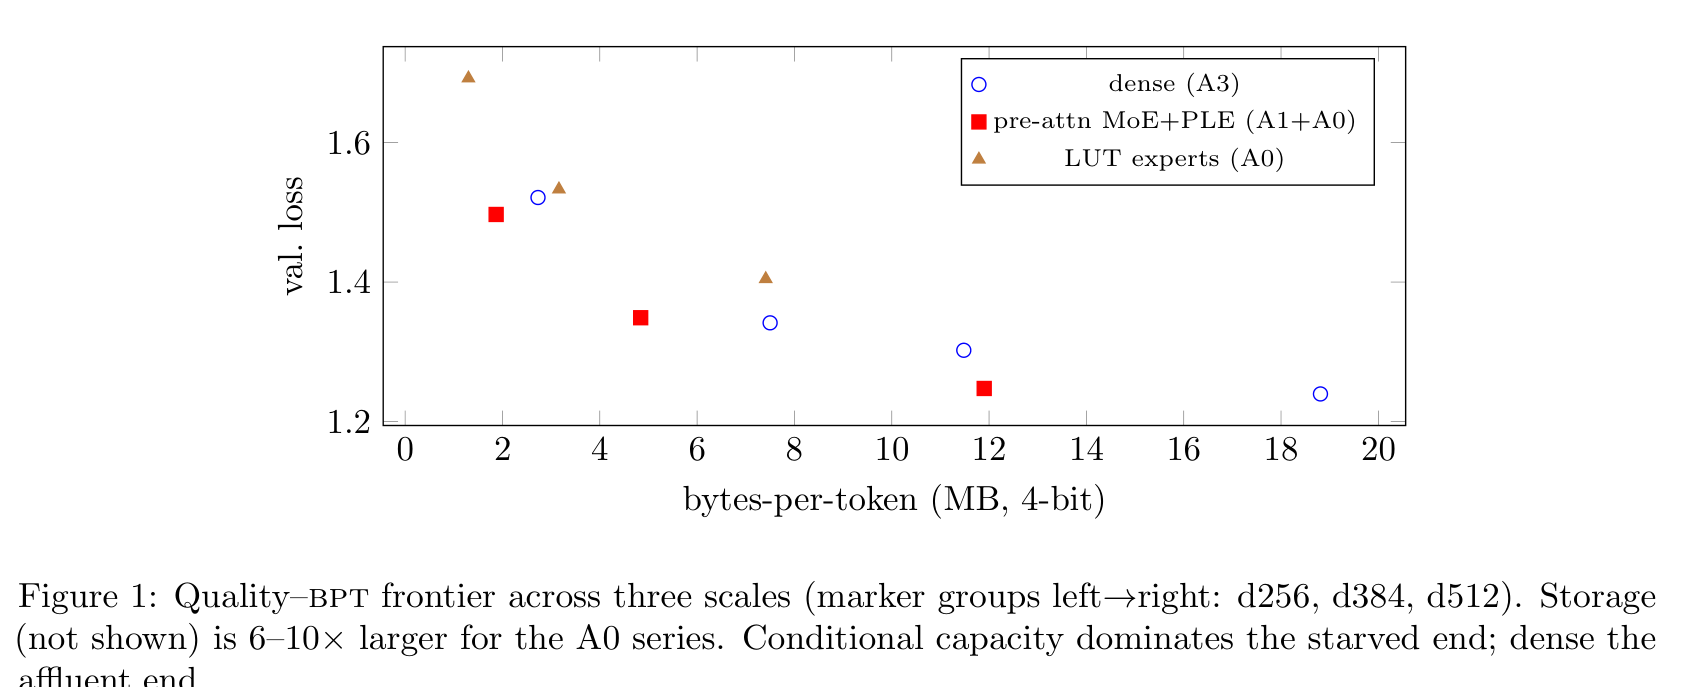 dense (A3)
pre-attn MoE+PLE (A1+A0)
LUT experts (A0)
1.6
1.4
1.2
val. loss
0 2 4 6 8 10 12 14 16 18 20
bytes-per-token (MB, 4-bit)
Figure 1: Quality–BPT frontier across three scales (marker groups left→right: d256, d384, d512). Storage
(not shown) is 6–10× larger for the A0 series. Conditional capacity dominates the starved end; dense the
affluent end